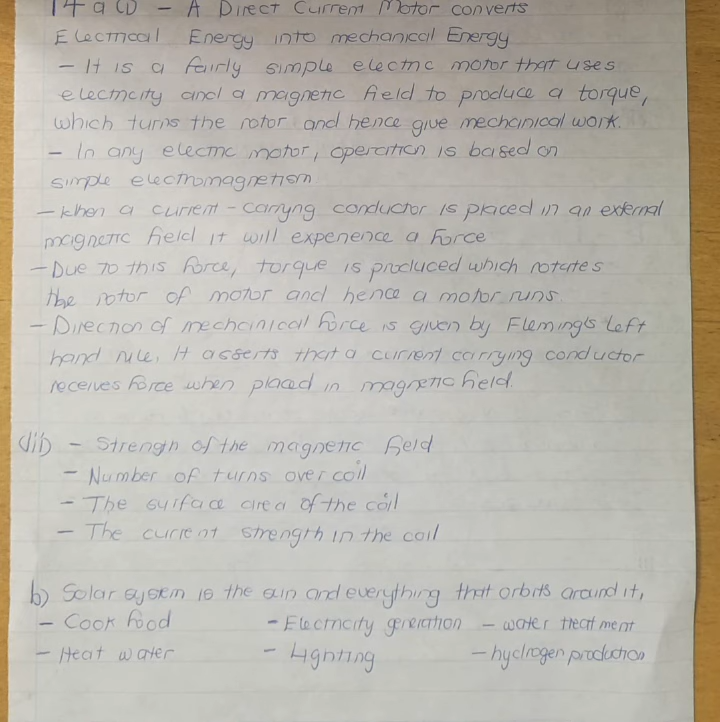 14 a (i) - A Direct Current Motor converts
Electrical Energy into mechanical Energy
- It is a fairly simple electric motor that uses
electricity and a magnetic field to produce a torque,
which turns the rotor and hence give mechanical work.
- In any electric motor, operation is based on
simple electromagnetism
- When a current-carrying conductor is placed in an external
magnetic field it will experience a force
- Due to this force, torque is produced which rotates
the rotor of motor and hence a motor runs.
- Direction of mechanical force is given by Fleming's Left
hand rule, It asserts that a current carrying conductor
receives force when placed in magnetic field.
(iii) - Strength of the magnetic field
- Number of turns over coil
- The surface area of the coil
- The current strength in the coil
b) Solar system is the sun and everything that orbits around it,
- Cook food - Electricity generation - water treatment
- Heat water - Lighting - hydrogen production